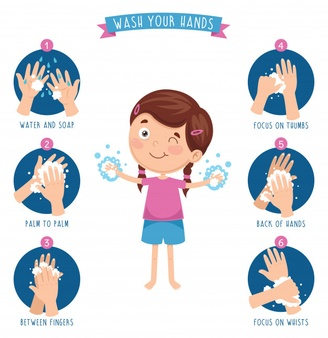 WASH YOUR HANDS
1
WATER AND SOAP
2
PALM TO PALM
3
BETWEEN FINGERS
4
FOCUS ON THUMBS
5
BACK OF HANDS
6
FOCUS ON WHISTS